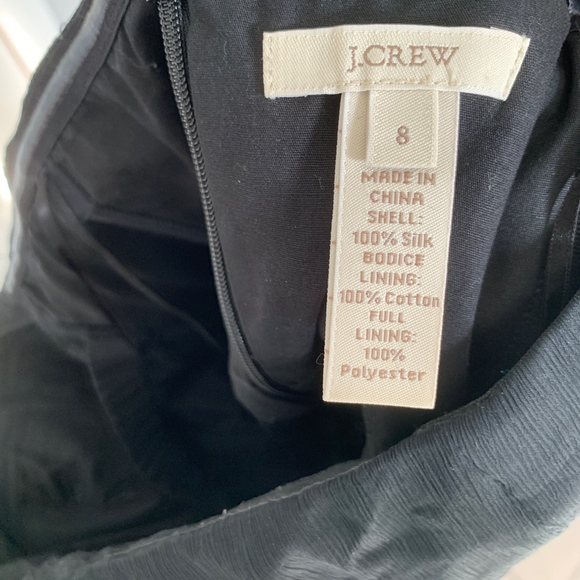 J.CREW
8
MADE IN
CHINA
SHELL:
100% Silk
BODICE
LINING:
100% Cotton
FULL
LINING:
100%
Polyester